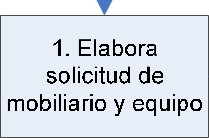 1. Elabora
solicitud de
mobiliario y equipo